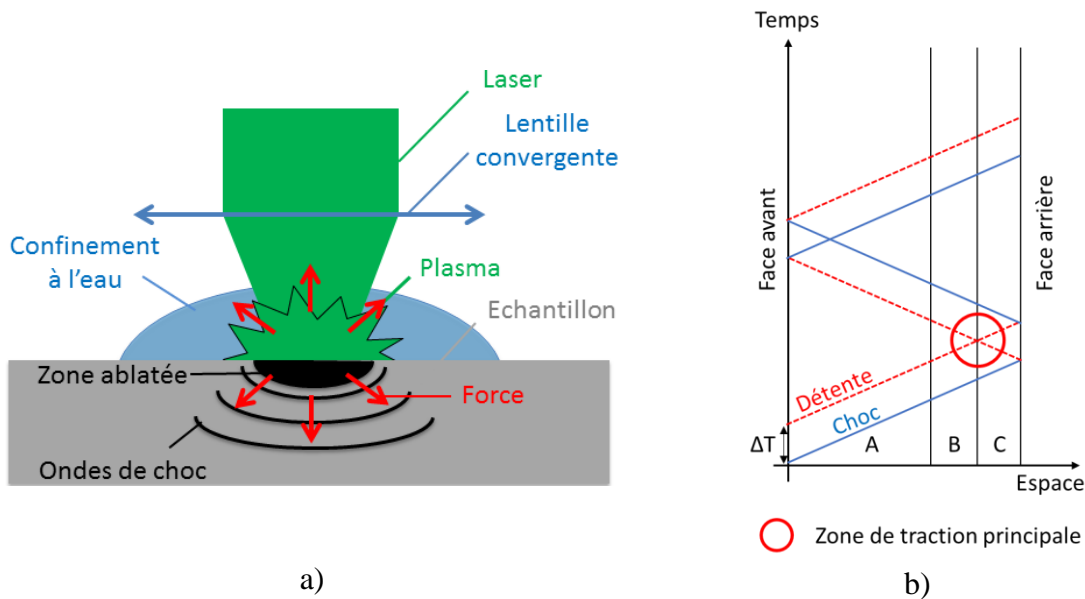 Laser
Lentille
convergente
Confinement
à l'eau
Plasma
Echantillon
Zone ablatée
Force
Ondes de choc
a)
Temps
Face avant
Face arrière
Détente
Choc
ΔT
A
B
C
Espace
Zone de traction principale
b)